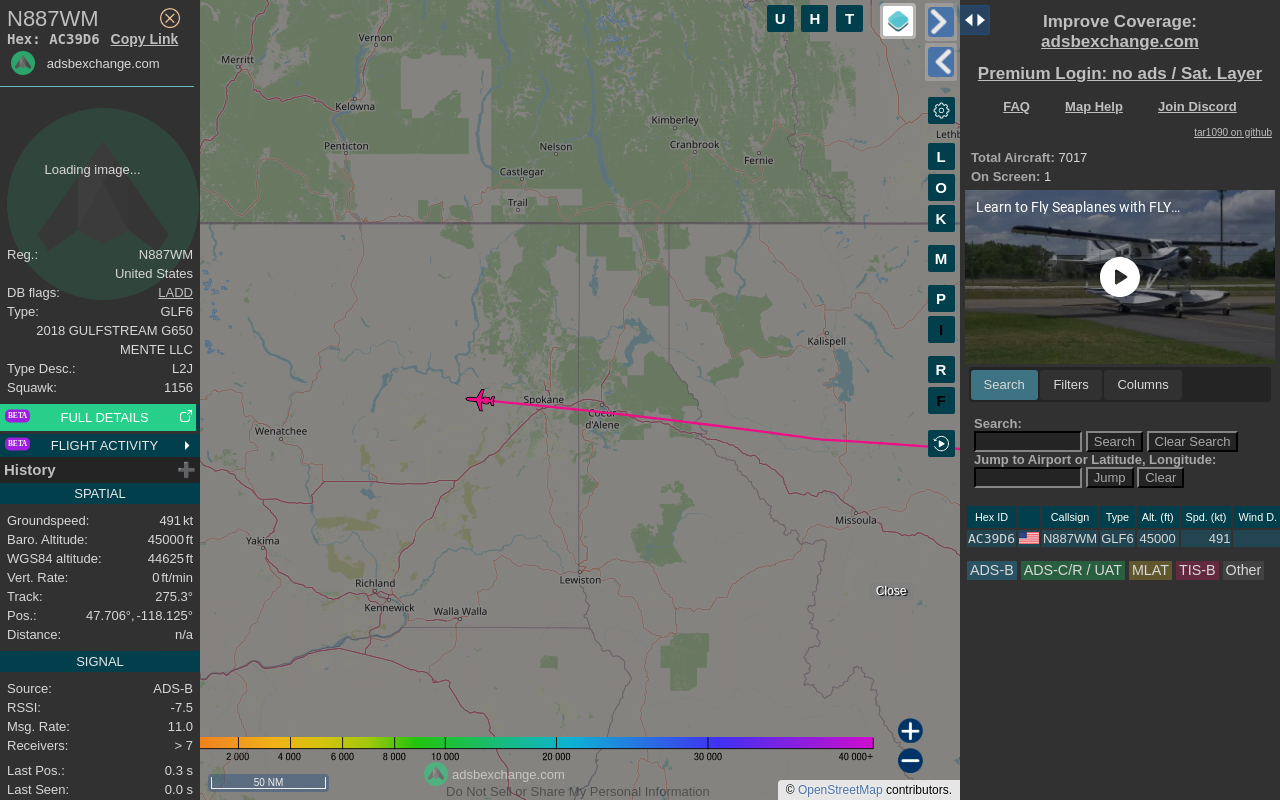 N887WM
Hex: AC39D6 Copy Link
adsbexchange.com
Loading image...
Reg.: N887WM
United States
DB flags: LADD
Type: GLF6
2018 GULFSTREAM G650
MENTE LLC
Type Desc.: L2J
Squawk: 1156
BETA FULL DETAILS
BETA FLIGHT ACTIVITY
History
SPATIAL
Groundspeed: 491 kt
Baro. Altitude: 45000 ft
WGS84 altitude: 44625 ft
Vert. Rate: 0 ft/min
Track: 275.3°
Pos.: 47.706°, -118.125°
Distance: n/a
SIGNAL
Source: ADS-B
RSSI: -7.5
Msg. Rate: 11.0
Receivers: > 7
Last Pos.: 0.3 s
Last Seen: 0.0 s
U H T
Vernon
Merritt
Kelowna
Kimberley
Lethb
Penticton
Nelson
Cranbrook
Fernie
Castlegar
Trail
L
O
K
M
P
I
R
F
Kalispell
Spokane
Coeur
d'Alene
Wenatchee
Missoula
Yakima
Richland
Lewiston
Kennewick
Walla Walla
Close
2 000 4 000 6 000 8 000 10 000 20 000 30 000 40 000+
50 NM
adsbexchange.com
Do Not Sell or Share My Personal Information
© OpenStreetMap contributors.
Improve Coverage:
adsbexchange.com
Premium Login: no ads / Sat. Layer
FAQ Map Help Join Discord
tar1090 on github
Total Aircraft: 7017
On Screen: 1
Learn to Fly Seaplanes with FLY...
Search Filters Columns
Search:
Search Clear Search
Jump to Airport or Latitude, Longitude:
Jump Clear
Hex ID Callsign Type Alt. (ft) Spd. (kt) Wind D.
AC39D6 N887WM GLF6 45000 491
ADS-B ADS-C/R / UAT MLAT TIS-B Other